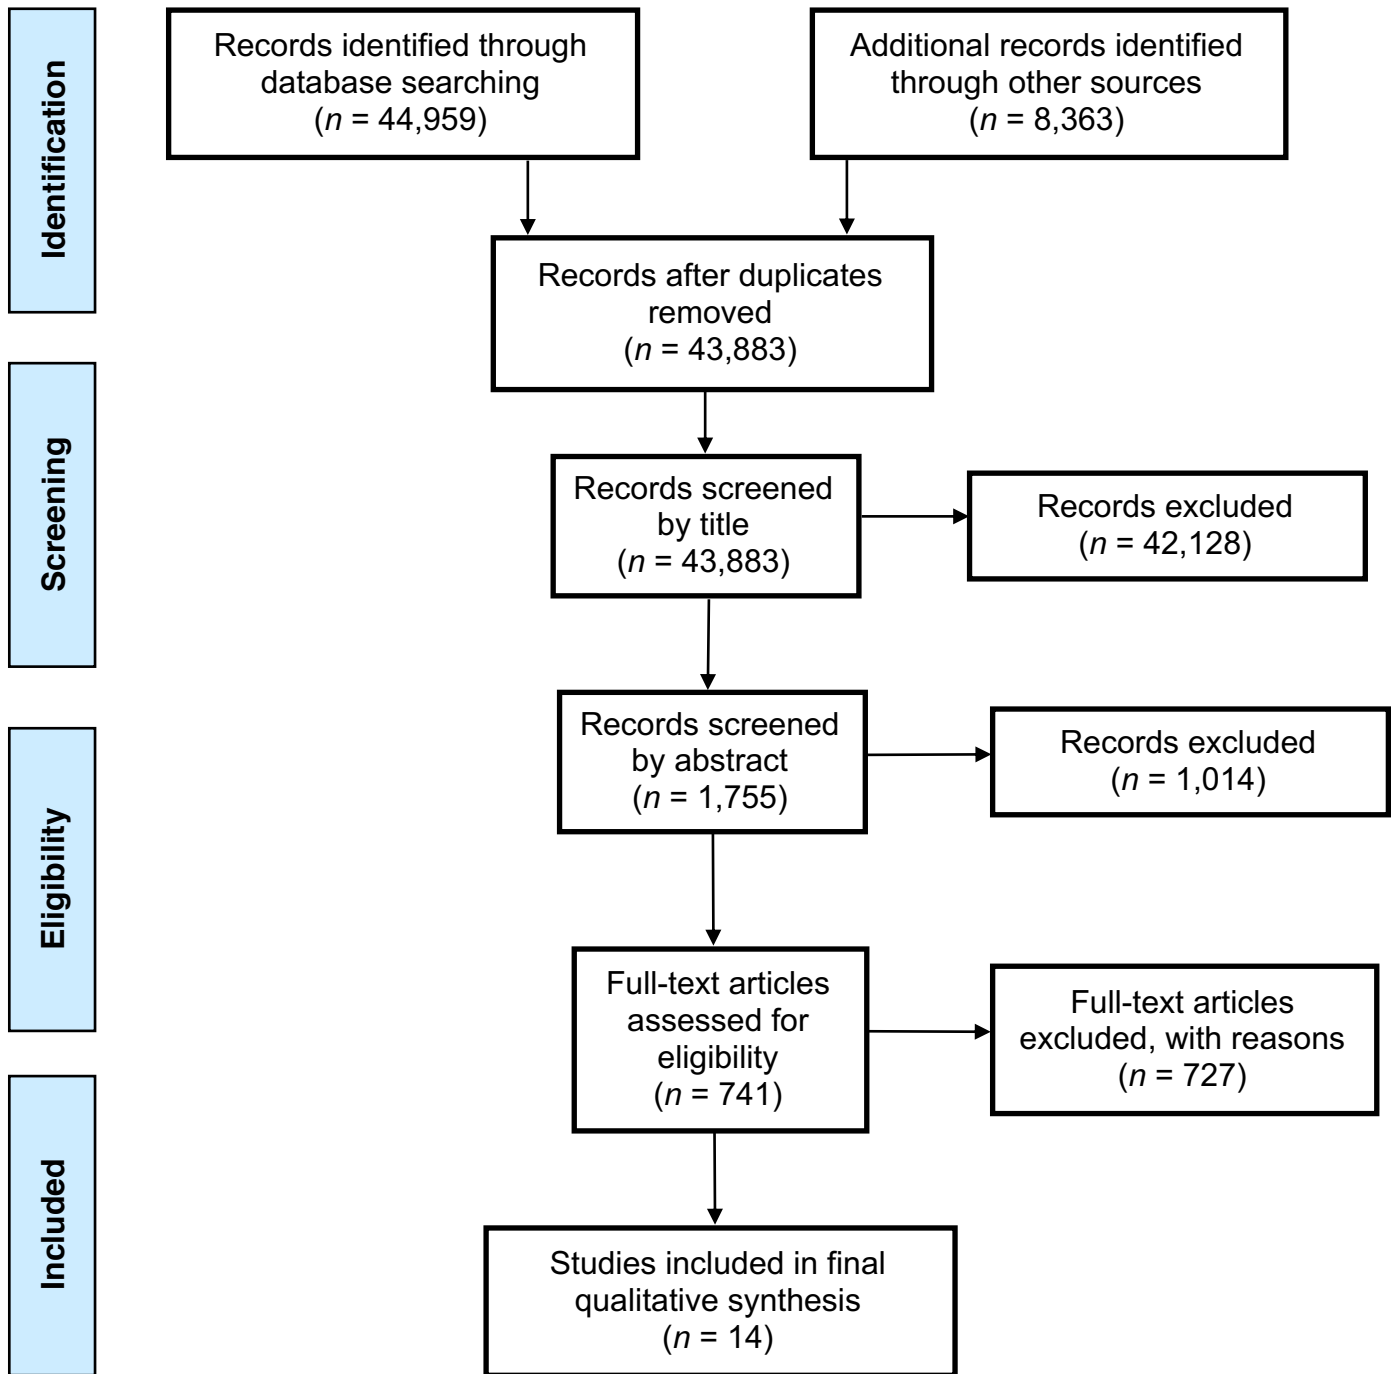 Identification
Records identified through
database searching
(n = 44,959)
Additional records identified
through other sources
(n = 8,363)
Records after duplicates
removed
(n = 43,883)
Screening
Records screened
by title
(n = 43,883)
Records excluded
(n = 42,128)
Eligibility
Records screened
by abstract
(n = 1,755)
Records excluded
(n = 1,014)
Full-text articles
assessed for
eligibility
(n = 741)
Full-text articles
excluded, with reasons
(n = 727)
Included
Studies included in final
qualitative synthesis
(n = 14)